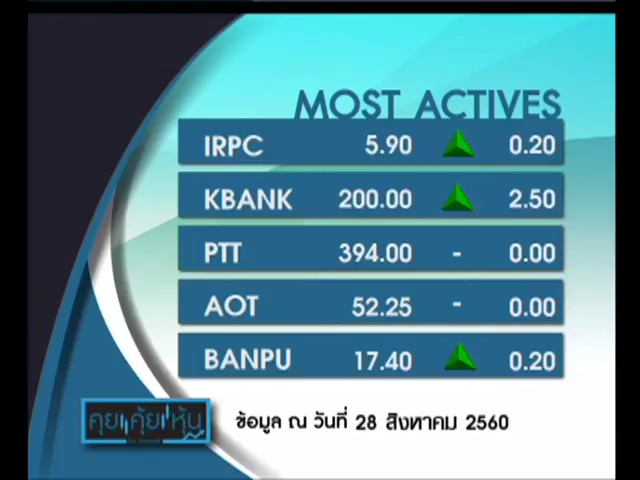 MOST ACTIVES
IRPC 5.90 0.20
KBANK 200.00 2.50
PTT 394.00 - 0.00
AOT 52.25 - 0.00
BANPU 17.40 0.20
คุย คุ้ย หุ้น
ข้อมูล ณ วันที่ 28 สิงหาคม 2560